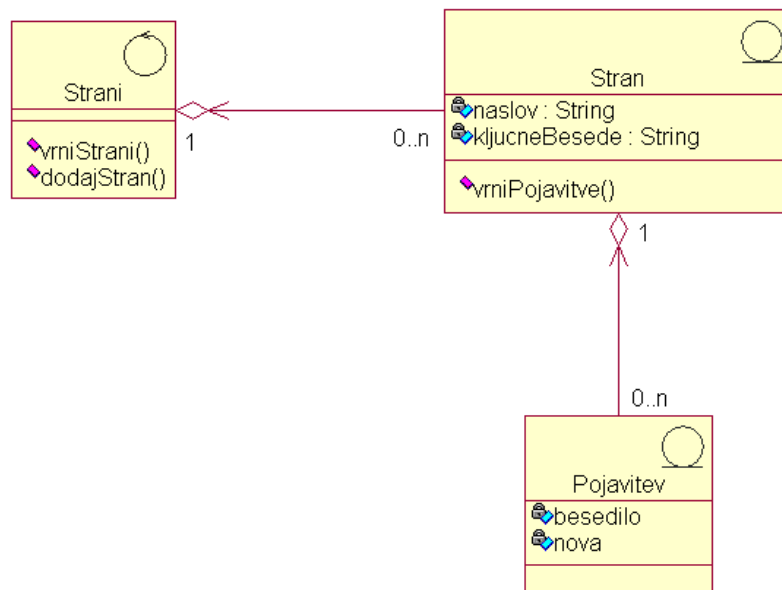 Strani
vrniStrani()
dodajStran()
1
0..n
Stran
naslov : String
kljucneBesede : String
vrniPojavitve()
1
0..n
Pojavitev
besedilo
nova